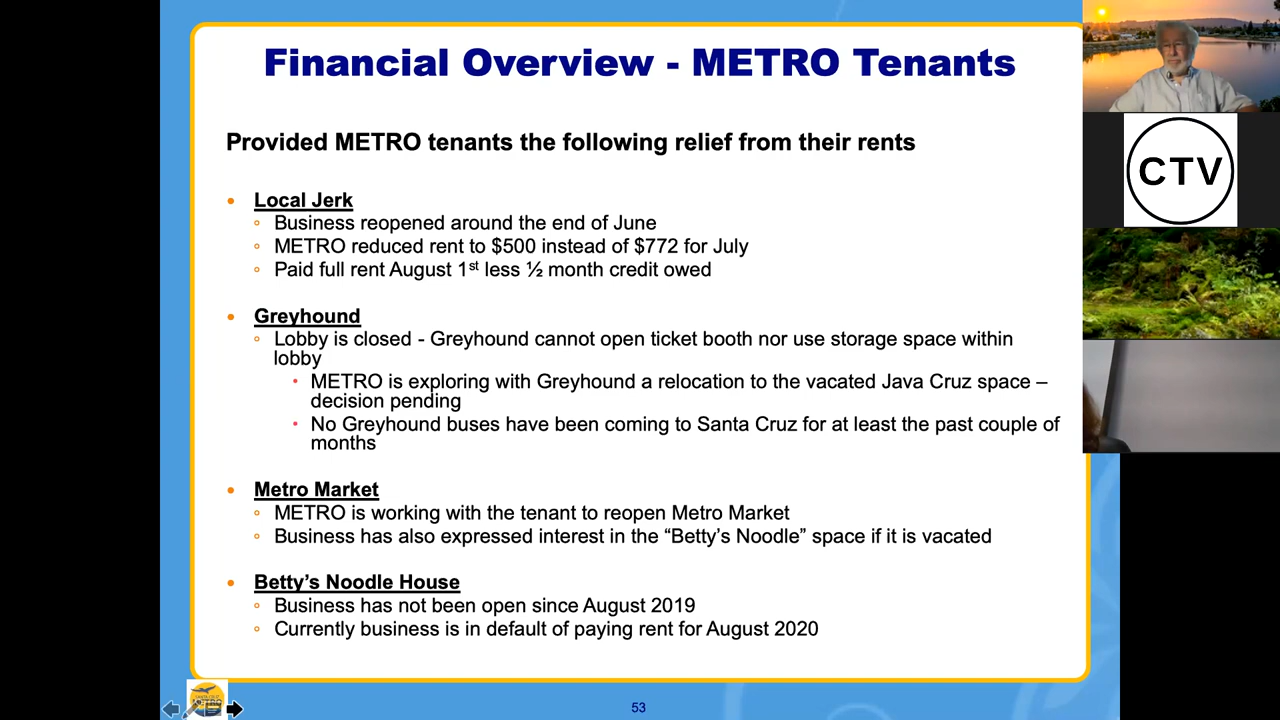 Financial Overview - METRO Tenants
Provided METRO tenants the following relief from their rents
Local Jerk
Business reopened around the end of June
METRO reduced rent to $500 instead of $772 for July
Paid full rent August 1st less ½ month credit owed
Greyhound
Lobby is closed - Greyhound cannot open ticket booth nor use storage space within
lobby
METRO is exploring with Greyhound a relocation to the vacated Java Cruz space –
decision pending
No Greyhound buses have been coming to Santa Cruz for at least the past couple of
months
Metro Market
METRO is working with the tenant to reopen Metro Market
Business has also expressed interest in the “Betty’s Noodle” space if it is vacated
Betty’s Noodle House
Business has not been open since August 2019
Currently business is in default of paying rent for August 2020
53
CTV